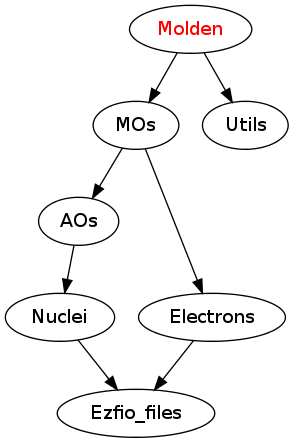 Molden
MOs
Utils
AOs
Nuclei
Electrons
Ezfio_files